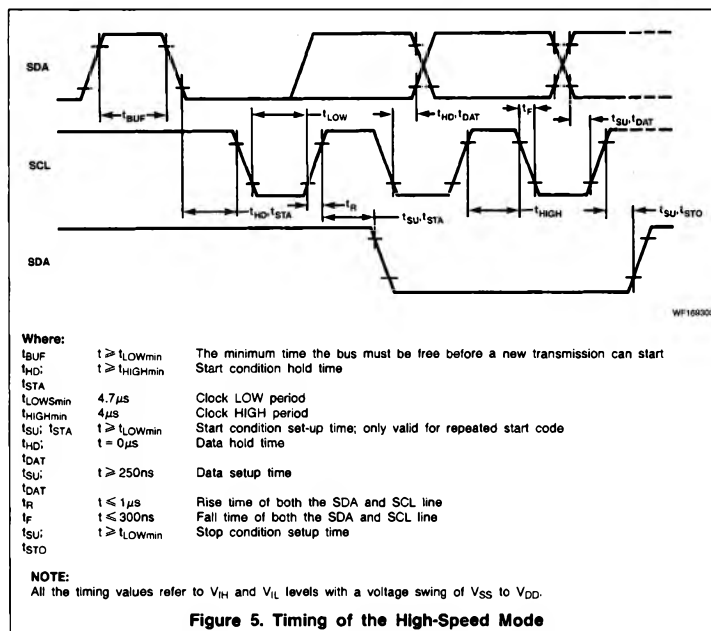 SDA
tBUF
tLOW
tHD,tDAT
tF
tSU,tDAT
SCL
tHD,tSTA
tR
tSU,tSTA
tHIGH
tSU,tSTO
SDA
Where:
tBUF t ≥ tLOWmin The minimum time the bus must be free before a new transmission can start
tHD; t ≥ tHIGHmin Start condition hold time
tSTA
tLOWSmin 4.7µs Clock LOW period
tHIGHmin 4µs Clock HIGH period
tSU; tSTA t ≥ tLOWmin Start condition set-up time; only valid for repeated start code
tHD; t = 0µs Data hold time
tDAT
tSU; t ≥ 250ns Data setup time
tDAT
tR t ≤ 1µs Rise time of both the SDA and SCL line
tF t ≤ 300ns Fall time of both the SDA and SCL line
tSU; t ≥ tLOWmin Stop condition setup time
tSTO
NOTE:
All the timing values refer to VIH and VIL levels with a voltage swing of VSS to VDD.
Figure 5. Timing of the High-Speed Mode